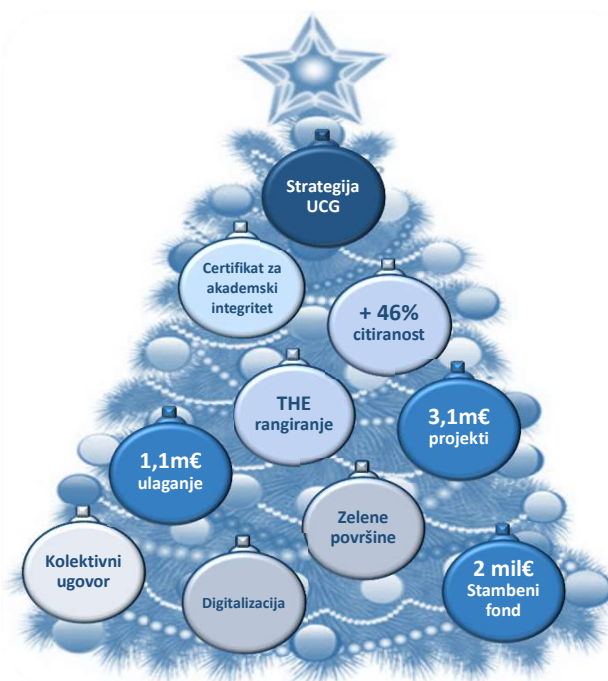 Strategija
UCG
Certifikat za
akademski
integritet
+ 46%
citiranost
THE
rangiranje
3,1m€
projekti
1,1m€
ulaganje
Zelene
površine
Kolektivni
ugovor
Digitalizacija
2 mil€
Stambeni
fond